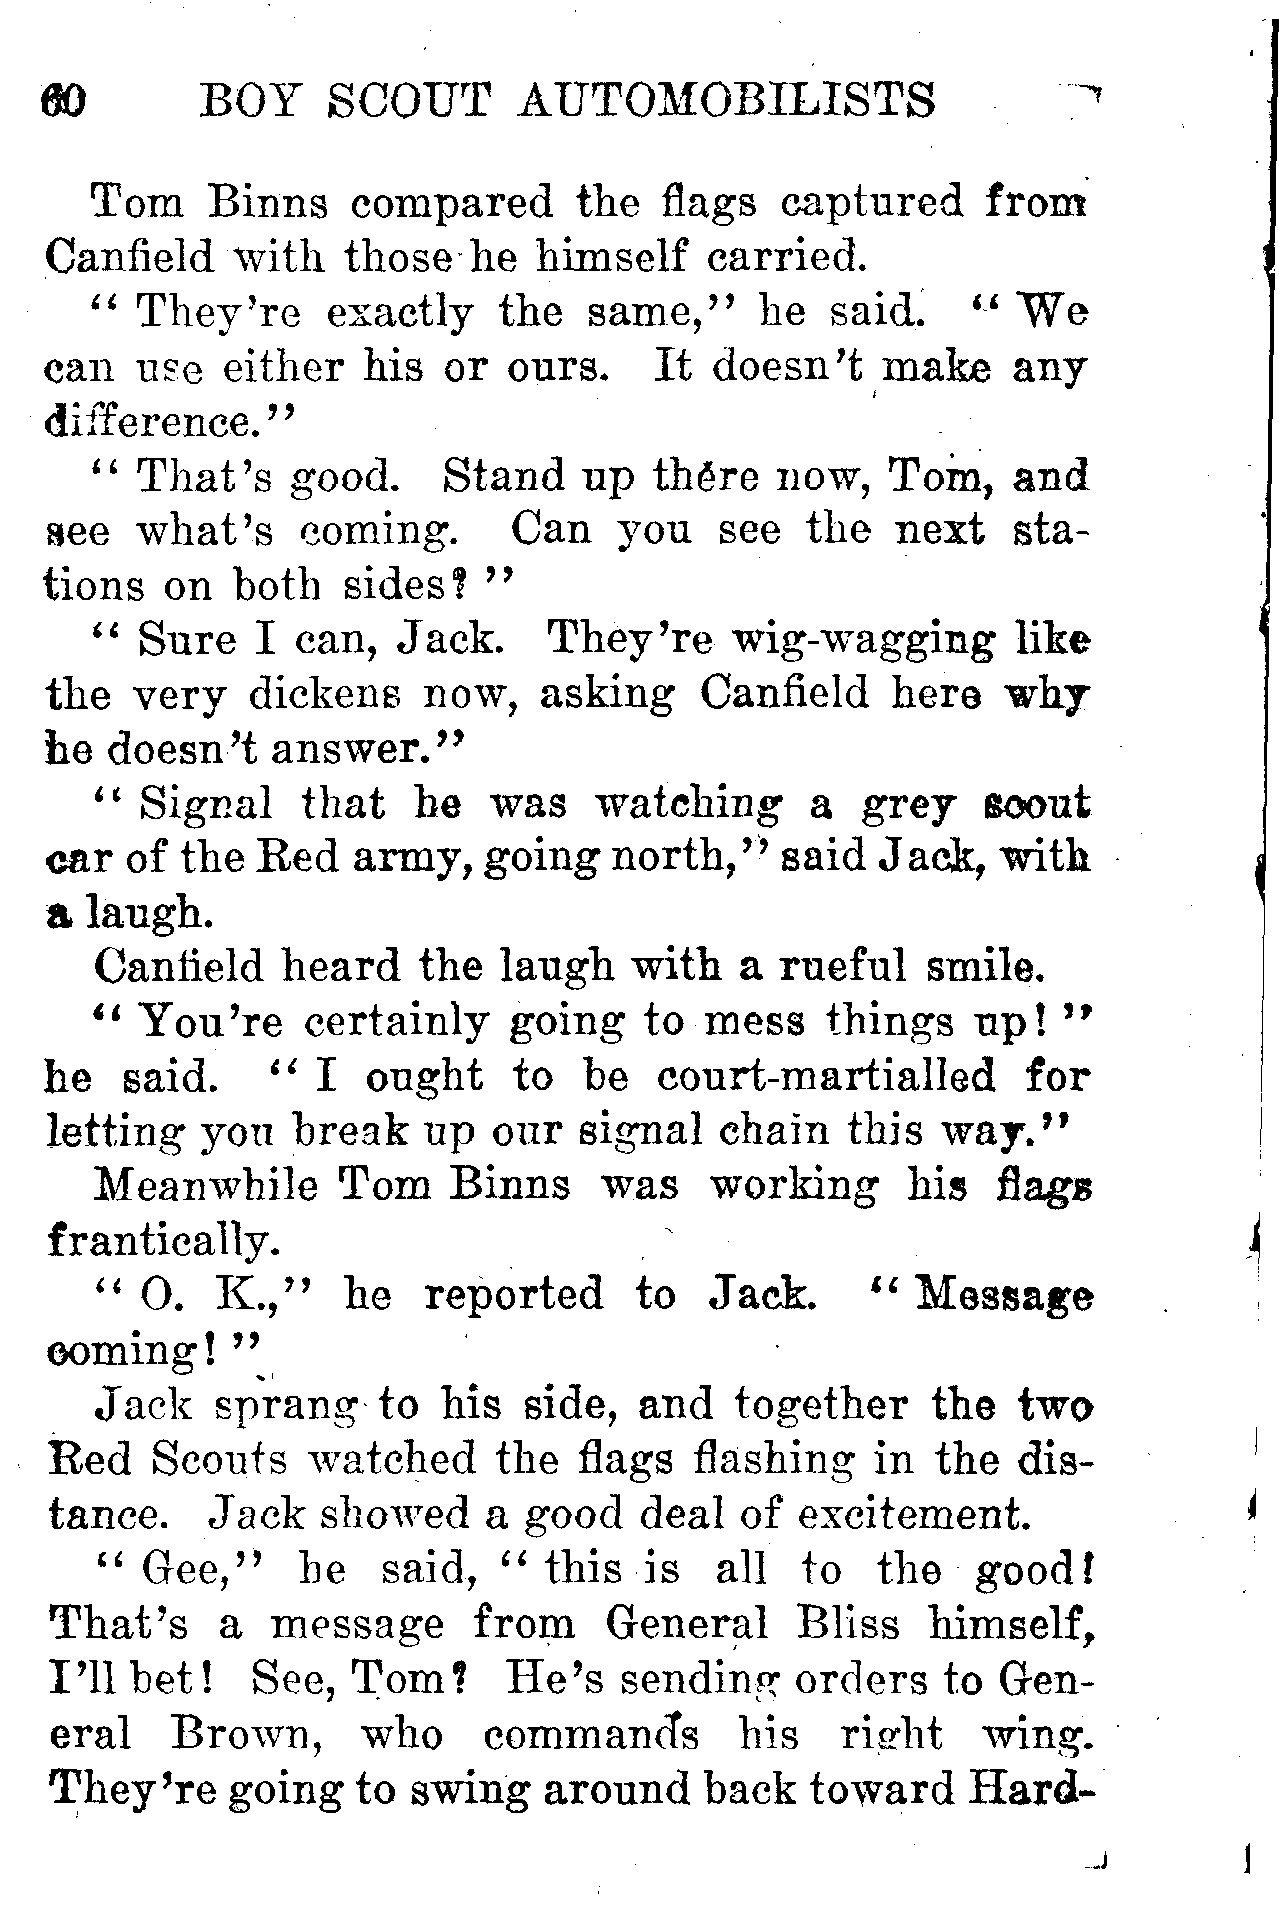 60 BOY SCOUT AUTOMOBILISTS
Tom Binns compared the flags captured from
Canfield with those he himself carried.
“ They’re exactly the same,” he said. “ We
can use either his or ours. It doesn’t make any
difference.”
“ That’s good. Stand up there now, Tom, and
see what’s coming. Can you see the next sta-
tions on both sides? ”
“ Sure I can, Jack. They’re wig-wagging like
the very dickens now, asking Canfield here why
he doesn’t answer.”
“ Signal that he was watching a grey scout
car of the Red army, going north,” said Jack, with
a laugh.
Canfield heard the laugh with a rueful smile.
“ You’re certainly going to mess things up! ”
he said. “ I ought to be court-martialled for
letting you break up our signal chain this way.”
Meanwhile Tom Binns was working his flags
frantically.
“ O. K.,” he reported to Jack. “ Message
coming! ”
Jack sprang to his side, and together the two
Red Scouts watched the flags flashing in the dis-
tance. Jack showed a good deal of excitement.
“ Gee,” he said, “ this is all to the good!
That’s a message from General Bliss himself,
I’ll bet! See, Tom? He’s sending orders to Gen-
eral Brown, who commands his right wing.
They’re going to swing around back toward Hard-